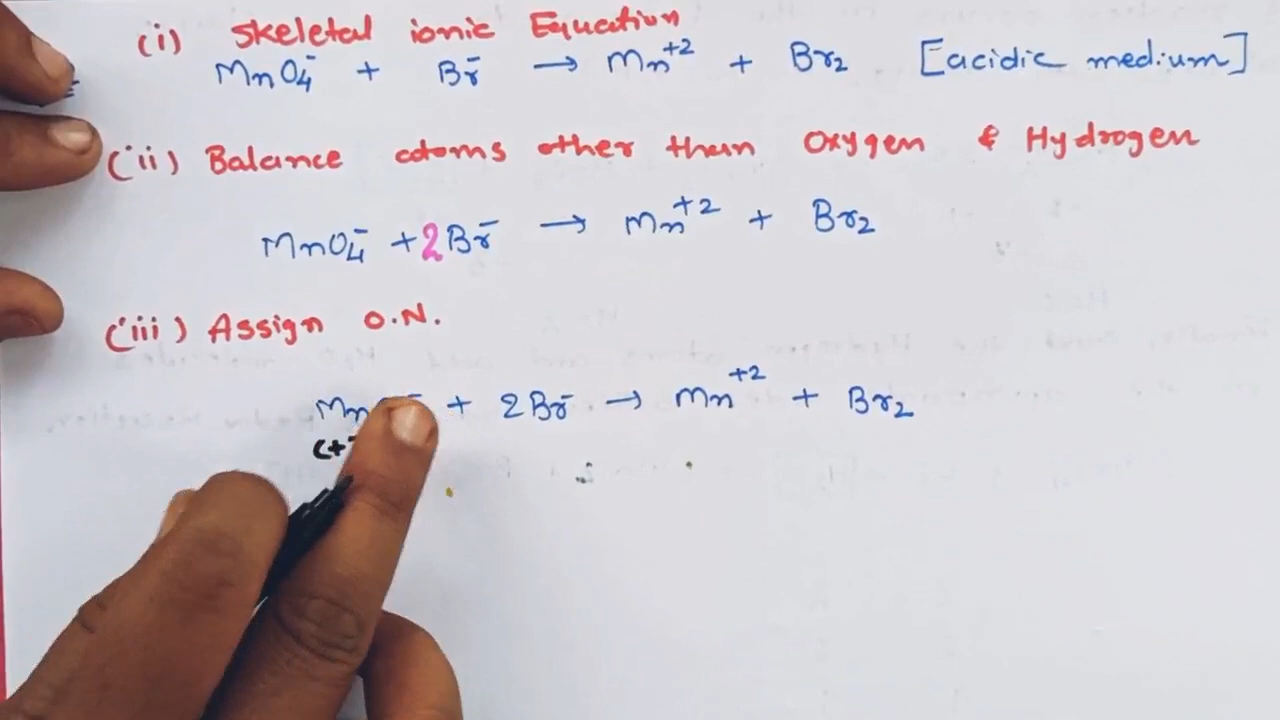 (i) Skeletal ionic Equation
MnO₄⁻ + Br⁻ → Mn⁺² + Br₂ [acidic medium]
(ii) Balance atoms other than Oxygen & Hydrogen
MnO₄⁻ + 2Br⁻ → Mn⁺² + Br₂
(iii) Assign O.N.
Mn + 2Br⁻ → Mn⁺² + Br₂
(+